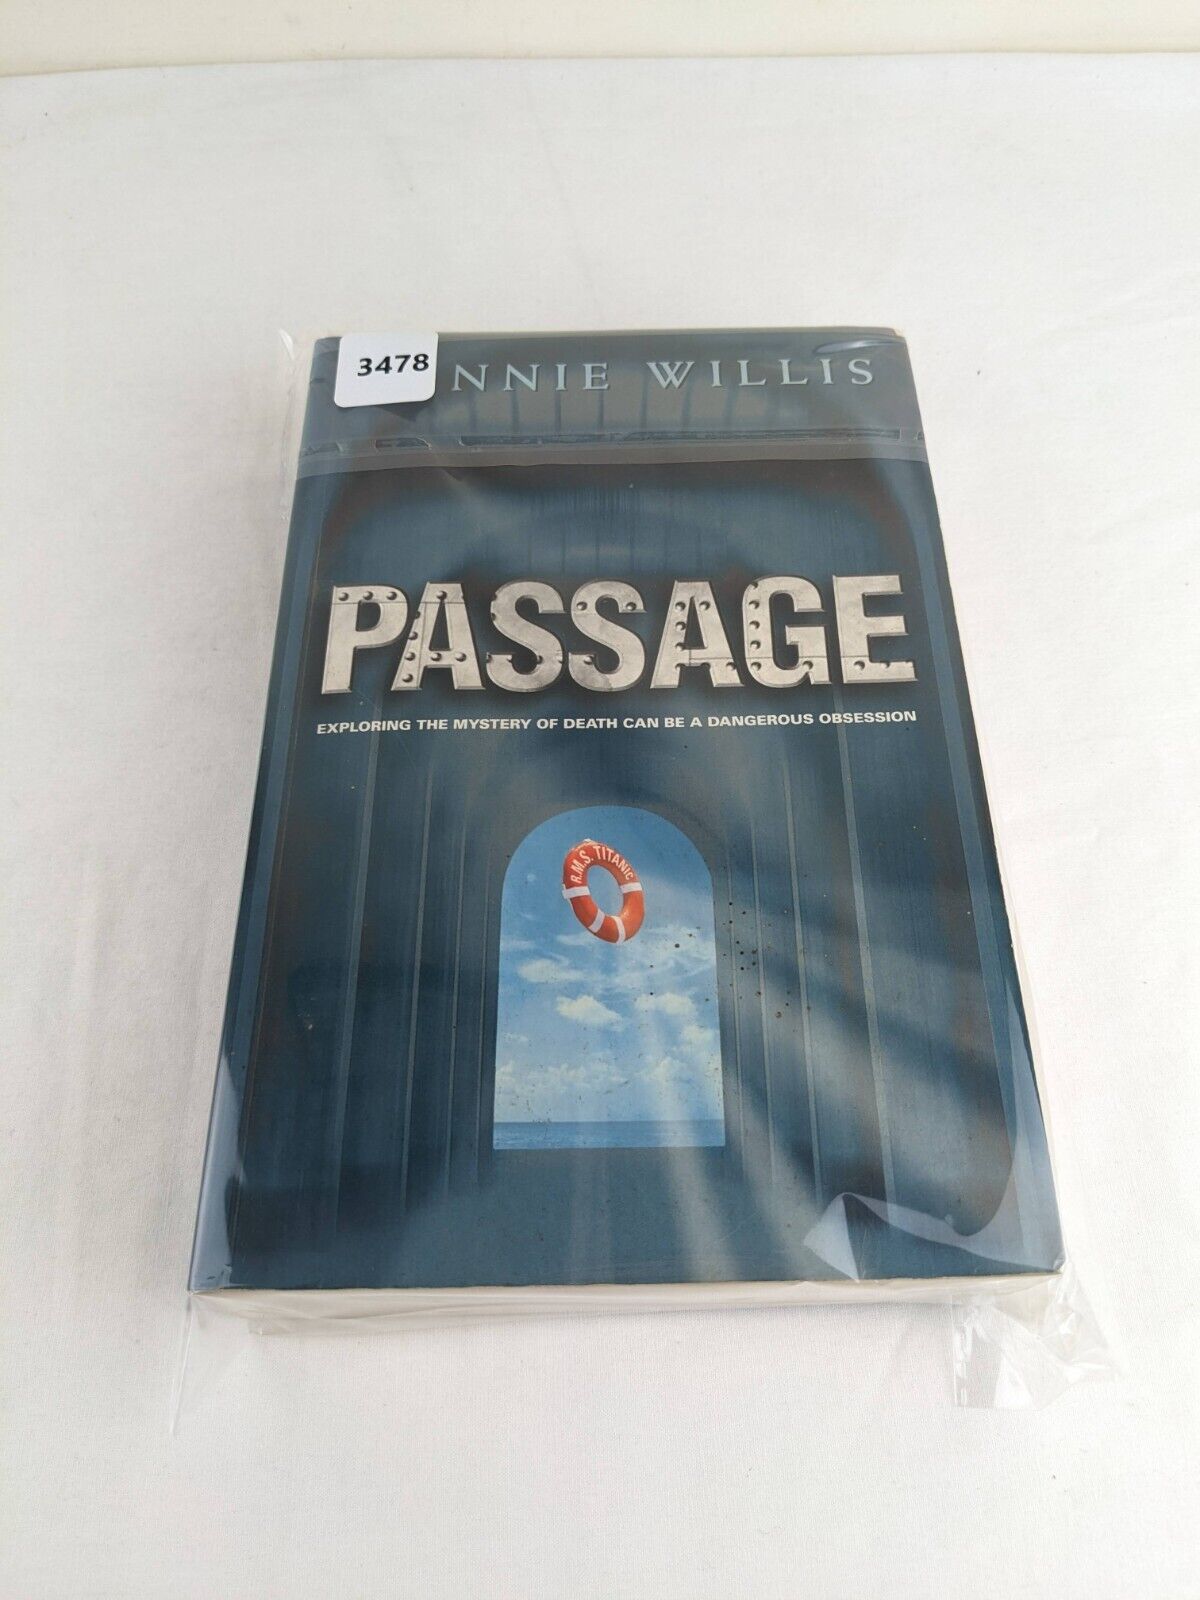 3478
NNIE WILLIS
PASSAGE
EXPLORING THE MYSTERY OF DEATH CAN BE A DANGEROUS OBSESSION
R.M.S. TITANIC